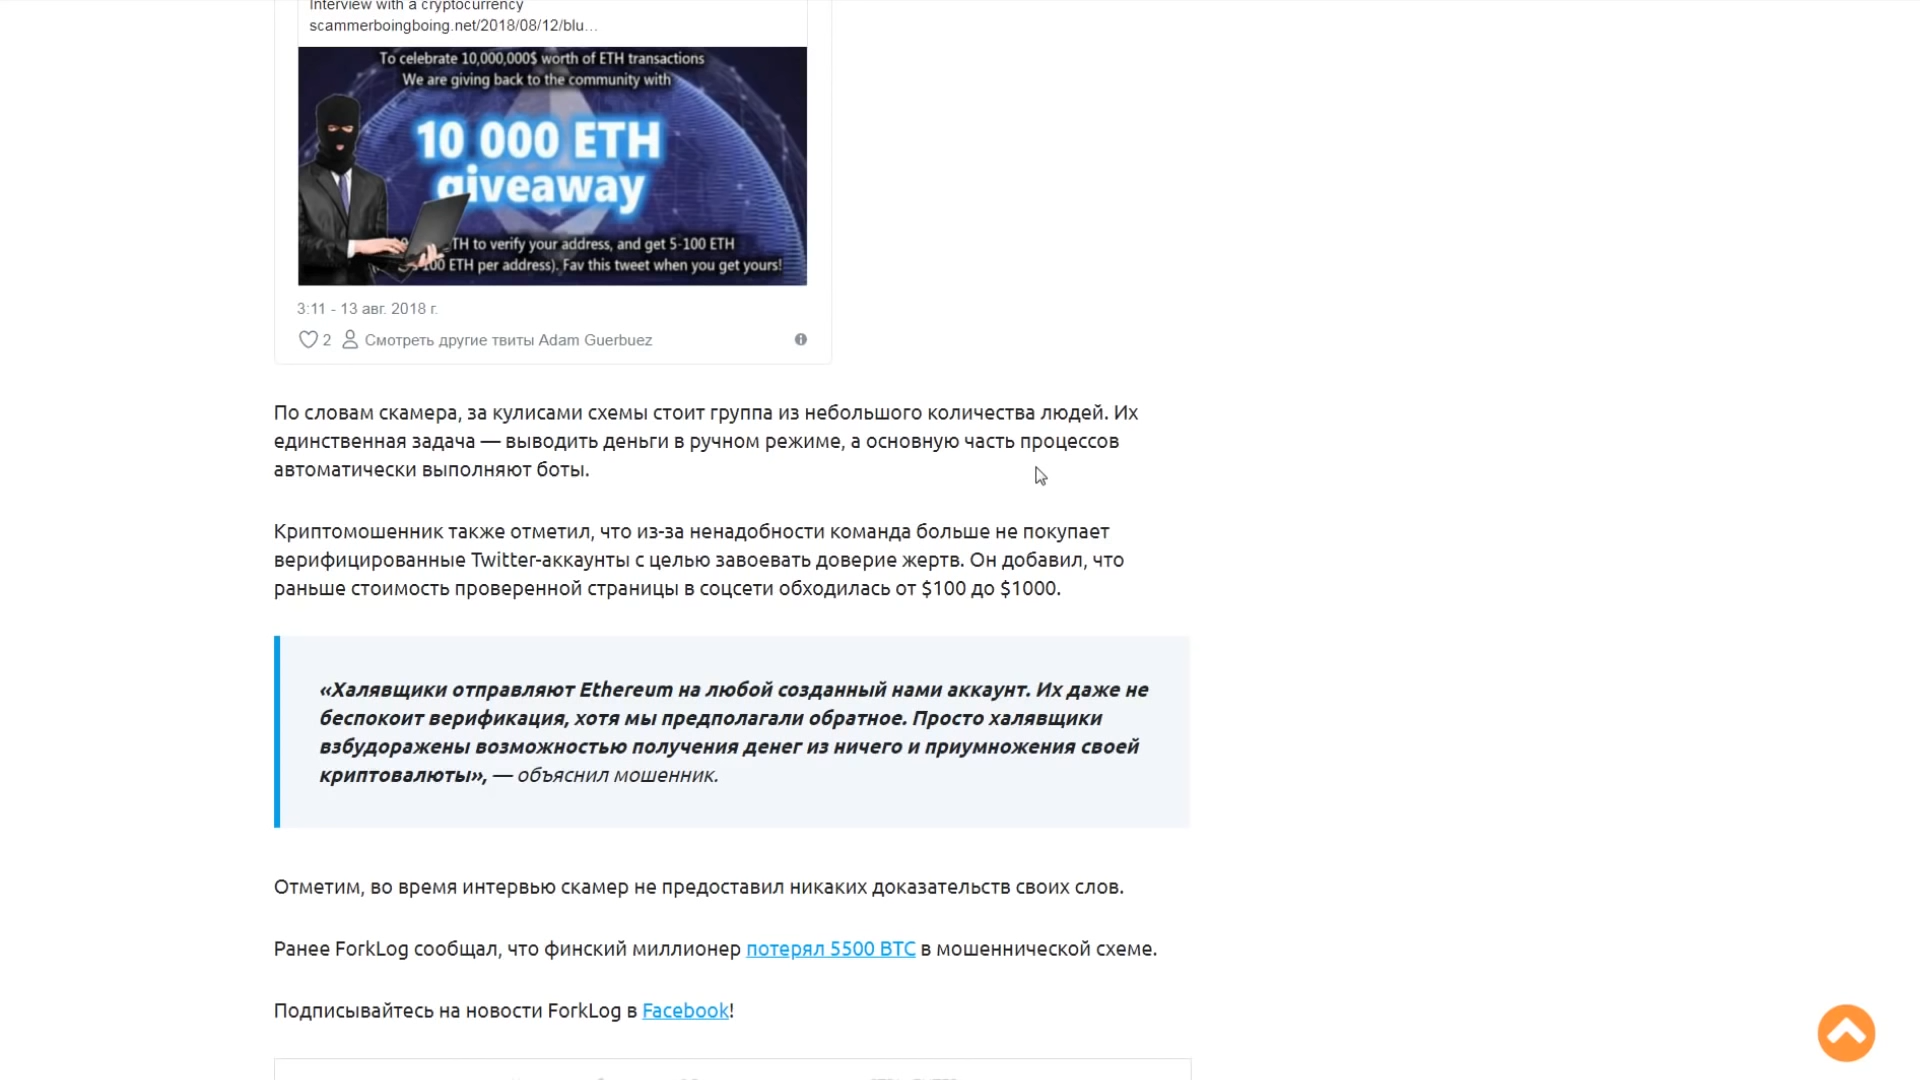 Interview with a cryptocurrency
scammerboingboing.net/2018/08/12/blu…
To celebrate 10,000,000$ worth of ETH transactions
We are giving back to the community with
10 000 ETH
giveaway
TH to verify your address, and get 5-100 ETH
100 ETH per address). Fav this tweet when you get yours!
3:11 - 13 авг. 2018 г.
2 Смотреть другие твиты Adam Guerbuez
По словам скамера, за кулисами схемы стоит группа из небольшого количества людей. Их
единственная задача — выводить деньги в ручном режиме, а основную часть процессов
автоматически выполняют боты.
Криптомошенник также отметил, что из-за ненадобности команда больше не покупает
верифицированные Twitter-аккаунты с целью завоевать доверие жертв. Он добавил, что
раньше стоимость проверенной страницы в соцсети обходилась от $100 до $1000.
«Халявщики отправляют Ethereum на любой созданный нами аккаунт. Их даже не
беспокоит верификация, хотя мы предполагали обратное. Просто халявщики
взбудоражены возможностью получения денег из ничего и приумножения своей
криптовалюты», — объяснил мошенник.
Отметим, во время интервью скамер не предоставил никаких доказательств своих слов.
Ранее ForkLog сообщал, что финский миллионер потерял 5500 BTC в мошеннической схеме.
Подписывайтесь на новости ForkLog в Facebook!